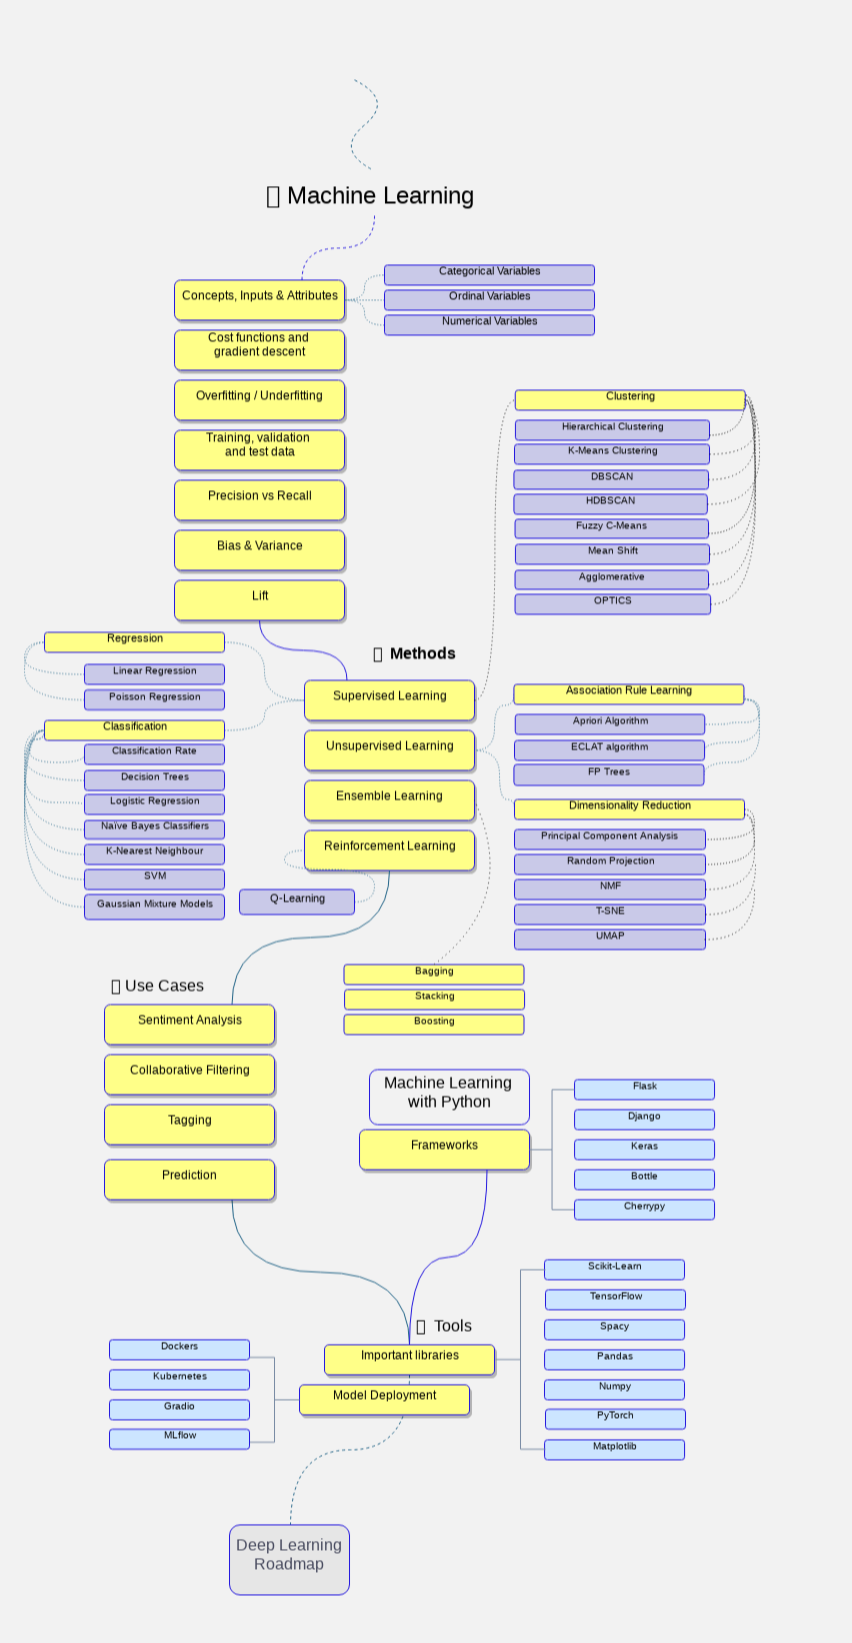 Machine Learning
Concepts, Inputs & Attributes
Categorical Variables
Ordinal Variables
Numerical Variables
Cost functions and
gradient descent
Overfitting / Underfitting
Training, validation
and test data
Precision vs Recall
Bias & Variance
Lift
Clustering
Hierarchical Clustering
K-Means Clustering
DBSCAN
HDBSCAN
Fuzzy C-Means
Mean Shift
Agglomerative
OPTICS
Regression
Linear Regression
Poisson Regression
Classification
Classification Rate
Decision Trees
Logistic Regression
Naïve Bayes Classifiers
K-Nearest Neighbour
SVM
Gaussian Mixture Models
Methods
Supervised Learning
Unsupervised Learning
Ensemble Learning
Reinforcement Learning
Q-Learning
Association Rule Learning
Apriori Algorithm
ECLAT algorithm
FP Trees
Dimensionality Reduction
Principal Component Analysis
Random Projection
NMF
T-SNE
UMAP
Bagging
Stacking
Boosting
Use Cases
Sentiment Analysis
Collaborative Filtering
Tagging
Prediction
Machine Learning
with Python
Frameworks
Flask
Django
Keras
Bottle
Cherrypy
Tools
Important libraries
Scikit-Learn
TensorFlow
Spacy
Pandas
Numpy
PyTorch
Matplotlib
Model Deployment
Dockers
Kubernetes
Gradio
MLflow
Deep Learning
Roadmap